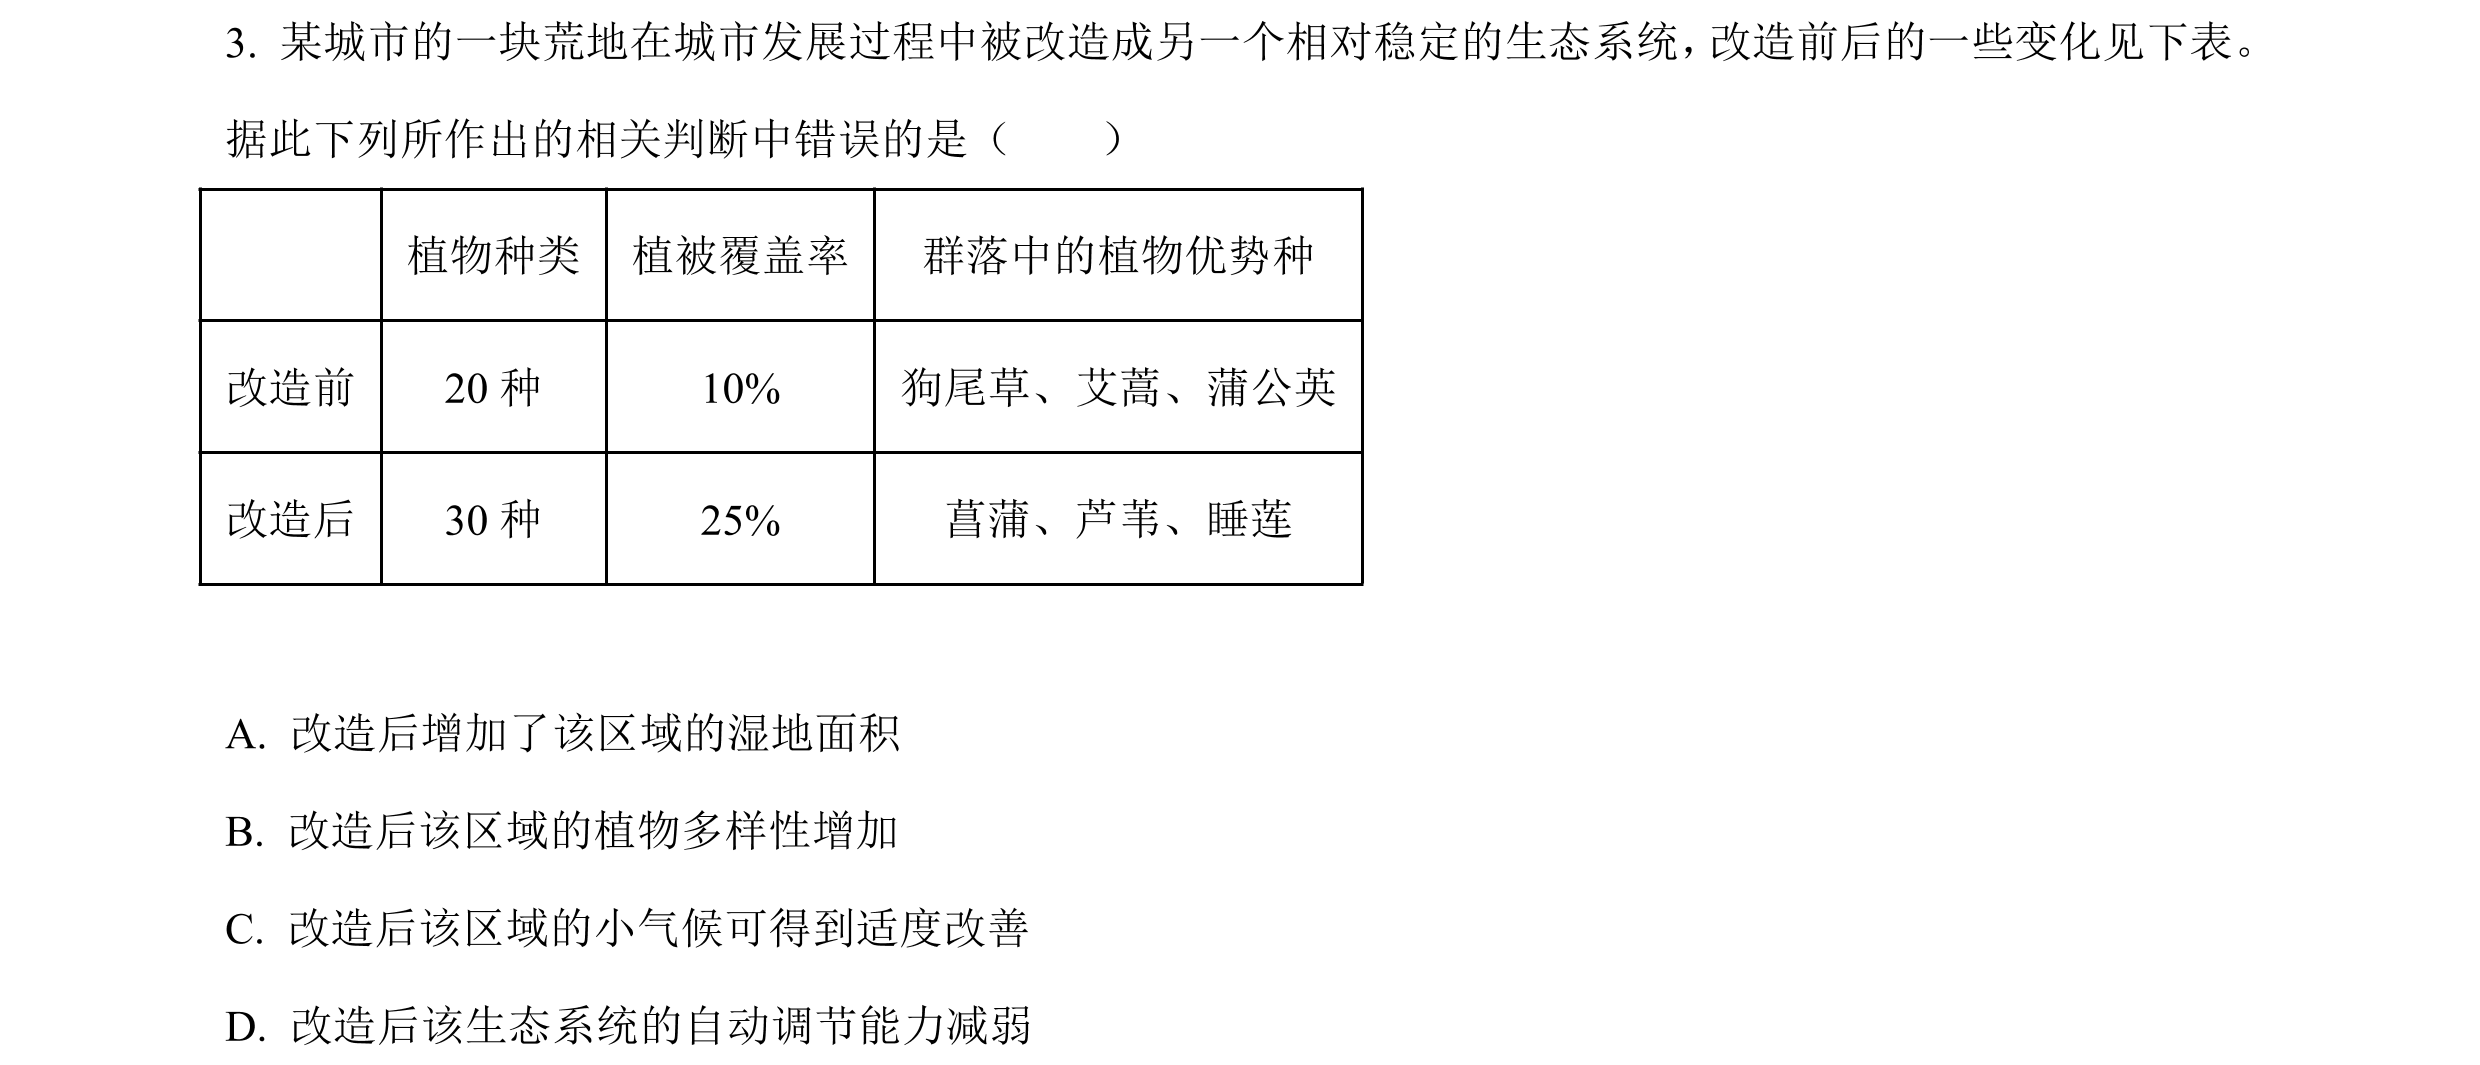 3. 某城市的一块荒地在城市发展过程中被改造成另一个相对稳定的生态系统，改造前后的一些变化见下表。
据此下列所作出的相关判断中错误的是（　　）
植物种类 植被覆盖率 群落中的植物优势种
改造前 20 种 10% 狗尾草、艾蒿、蒲公英
改造后 30 种 25% 菖蒲、芦苇、睡莲
A. 改造后增加了该区域的湿地面积
B. 改造后该区域的植物多样性增加
C. 改造后该区域的小气候可得到适度改善
D. 改造后该生态系统的自动调节能力减弱